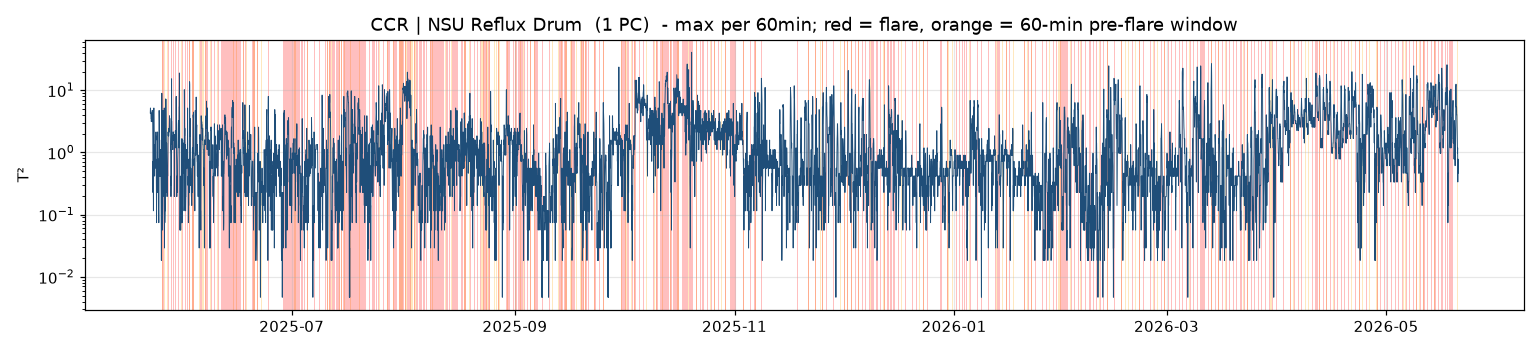 CCR | NSU Reflux Drum  (1 PC)  - max per 60min; red = flare, orange = 60-min pre-flare window
T²
10¹
10⁰
10⁻¹
10⁻²
2025-07 2025-09 2025-11 2026-01 2026-03 2026-05